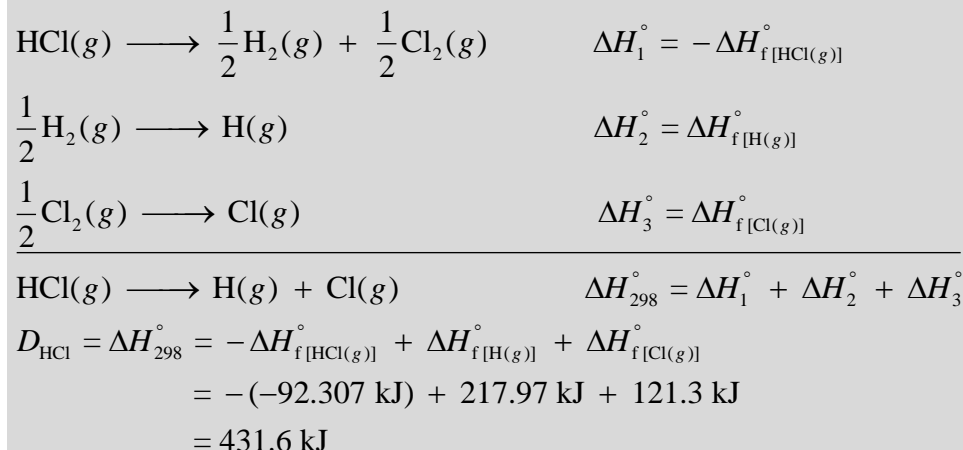 HCl(g) ⟶ 1/2 H₂(g) + 1/2 Cl₂(g) ΔH°₁ = −ΔH°f[HCl(g)]
1/2 H₂(g) ⟶ H(g) ΔH°₂ = ΔH°f[H(g)]
1/2 Cl₂(g) ⟶ Cl(g) ΔH°₃ = ΔH°f[Cl(g)]
HCl(g) ⟶ H(g) + Cl(g) ΔH°₂₉₈ = ΔH°₁ + ΔH°₂ + ΔH°₃
D_HCl = ΔH°₂₉₈ = −ΔH°f[HCl(g)] + ΔH°f[H(g)] + ΔH°f[Cl(g)]
= −(−92.307 kJ) + 217.97 kJ + 121.3 kJ
= 431.6 kJ